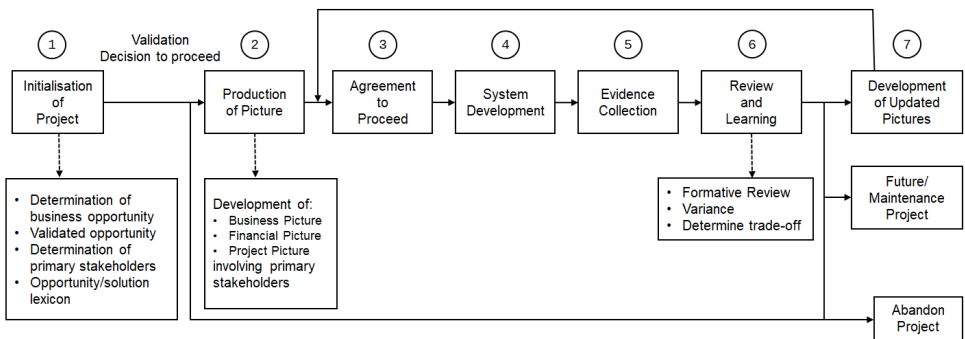 1
Validation
Decision to proceed
2
3
4
5
6
7
Initialisation
of
Project
Production
of Picture
Agreement
to
Proceed
System
Development
Evidence
Collection
Review
and
Learning
Development
of Updated
Pictures
• Determination of
business opportunity
• Validated opportunity
• Determination of
primary stakeholders
• Opportunity/solution
lexicon
Development of:
• Business Picture
• Financial Picture
• Project Picture
involving primary
stakeholders
• Formative Review
• Variance
• Determine trade-off
Future/
Maintenance
Project
Abandon
Project